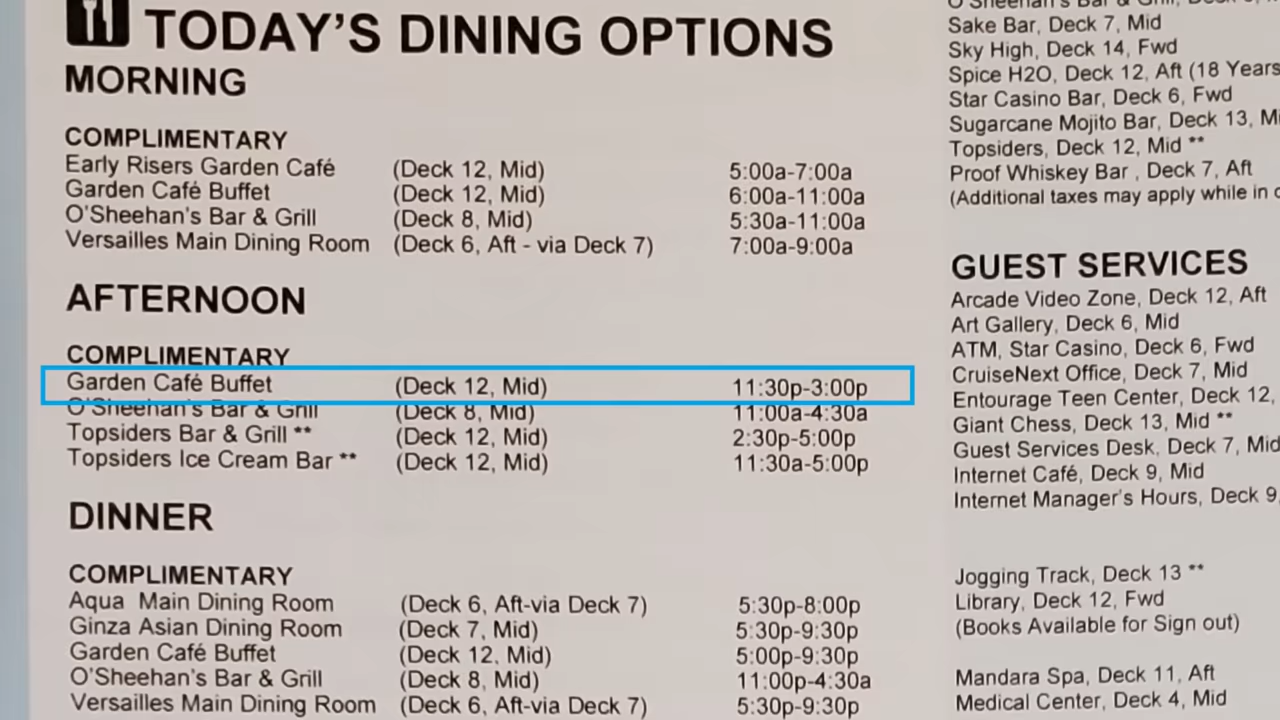 TODAY'S DINING OPTIONS
MORNING
COMPLIMENTARY
Early Risers Garden Café (Deck 12, Mid) 5:00a-7:00a
Garden Café Buffet (Deck 12, Mid) 6:00a-11:00a
O'Sheehan's Bar & Grill (Deck 8, Mid) 5:30a-11:00a
Versailles Main Dining Room (Deck 6, Aft - via Deck 7) 7:00a-9:00a
AFTERNOON
COMPLIMENTARY
Garden Café Buffet (Deck 12, Mid) 11:30p-3:00p
O'Sheehan's Bar & Grill (Deck 8, Mid) 11:00a-4:30a
Topsiders Bar & Grill ** (Deck 12, Mid) 2:30p-5:00p
Topsiders Ice Cream Bar ** (Deck 12, Mid) 11:30a-5:00p
DINNER
COMPLIMENTARY
Aqua Main Dining Room (Deck 6, Aft-via Deck 7) 5:30p-8:00p
Ginza Asian Dining Room (Deck 7, Mid) 5:30p-9:30p
Garden Café Buffet (Deck 12, Mid) 5:00p-9:30p
O'Sheehan's Bar & Grill (Deck 8, Mid) 11:00p-4:30a
Versailles Main Dining Room (Deck 6, Aft-via Deck 7) 5:30p-9:30p
O'Sheehan's Bar & Grill,
Sake Bar, Deck 7, Mid
Sky High, Deck 14, Fwd
Spice H2O, Deck 12, Aft (18 Years
Star Casino Bar, Deck 6, Fwd
Sugarcane Mojito Bar, Deck 13,
Topsiders, Deck 12, Mid **
Proof Whiskey Bar , Deck 7, Aft
(Additional taxes may apply while in
GUEST SERVICES
Arcade Video Zone, Deck 12, Aft
Art Gallery, Deck 6, Mid
ATM, Star Casino, Deck 6, Fwd
CruiseNext Office, Deck 7, Mid
Entourage Teen Center, Deck 12,
Giant Chess, Deck 13, Mid **
Guest Services Desk, Deck 7, Mid
Internet Café, Deck 9, Mid
Internet Manager's Hours, Deck 9,
Jogging Track, Deck 13 **
Library, Deck 12, Fwd
(Books Available for Sign out)
Mandara Spa, Deck 11, Aft
Medical Center, Deck 4, Mid